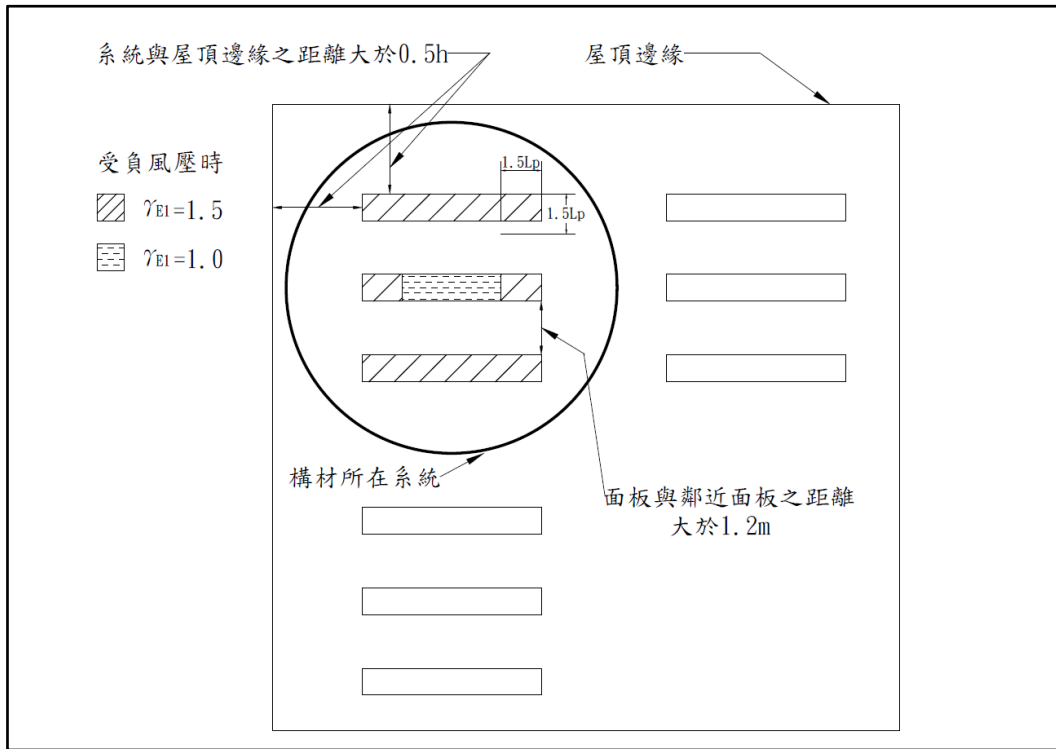 系統與屋頂邊緣之距離大於0.5h
屋頂邊緣
受負風壓時
γE1=1.5
γE1=1.0
1.5Lp
1.5Lp
構材所在系統
面板與鄰近面板之距離
大於1.2m